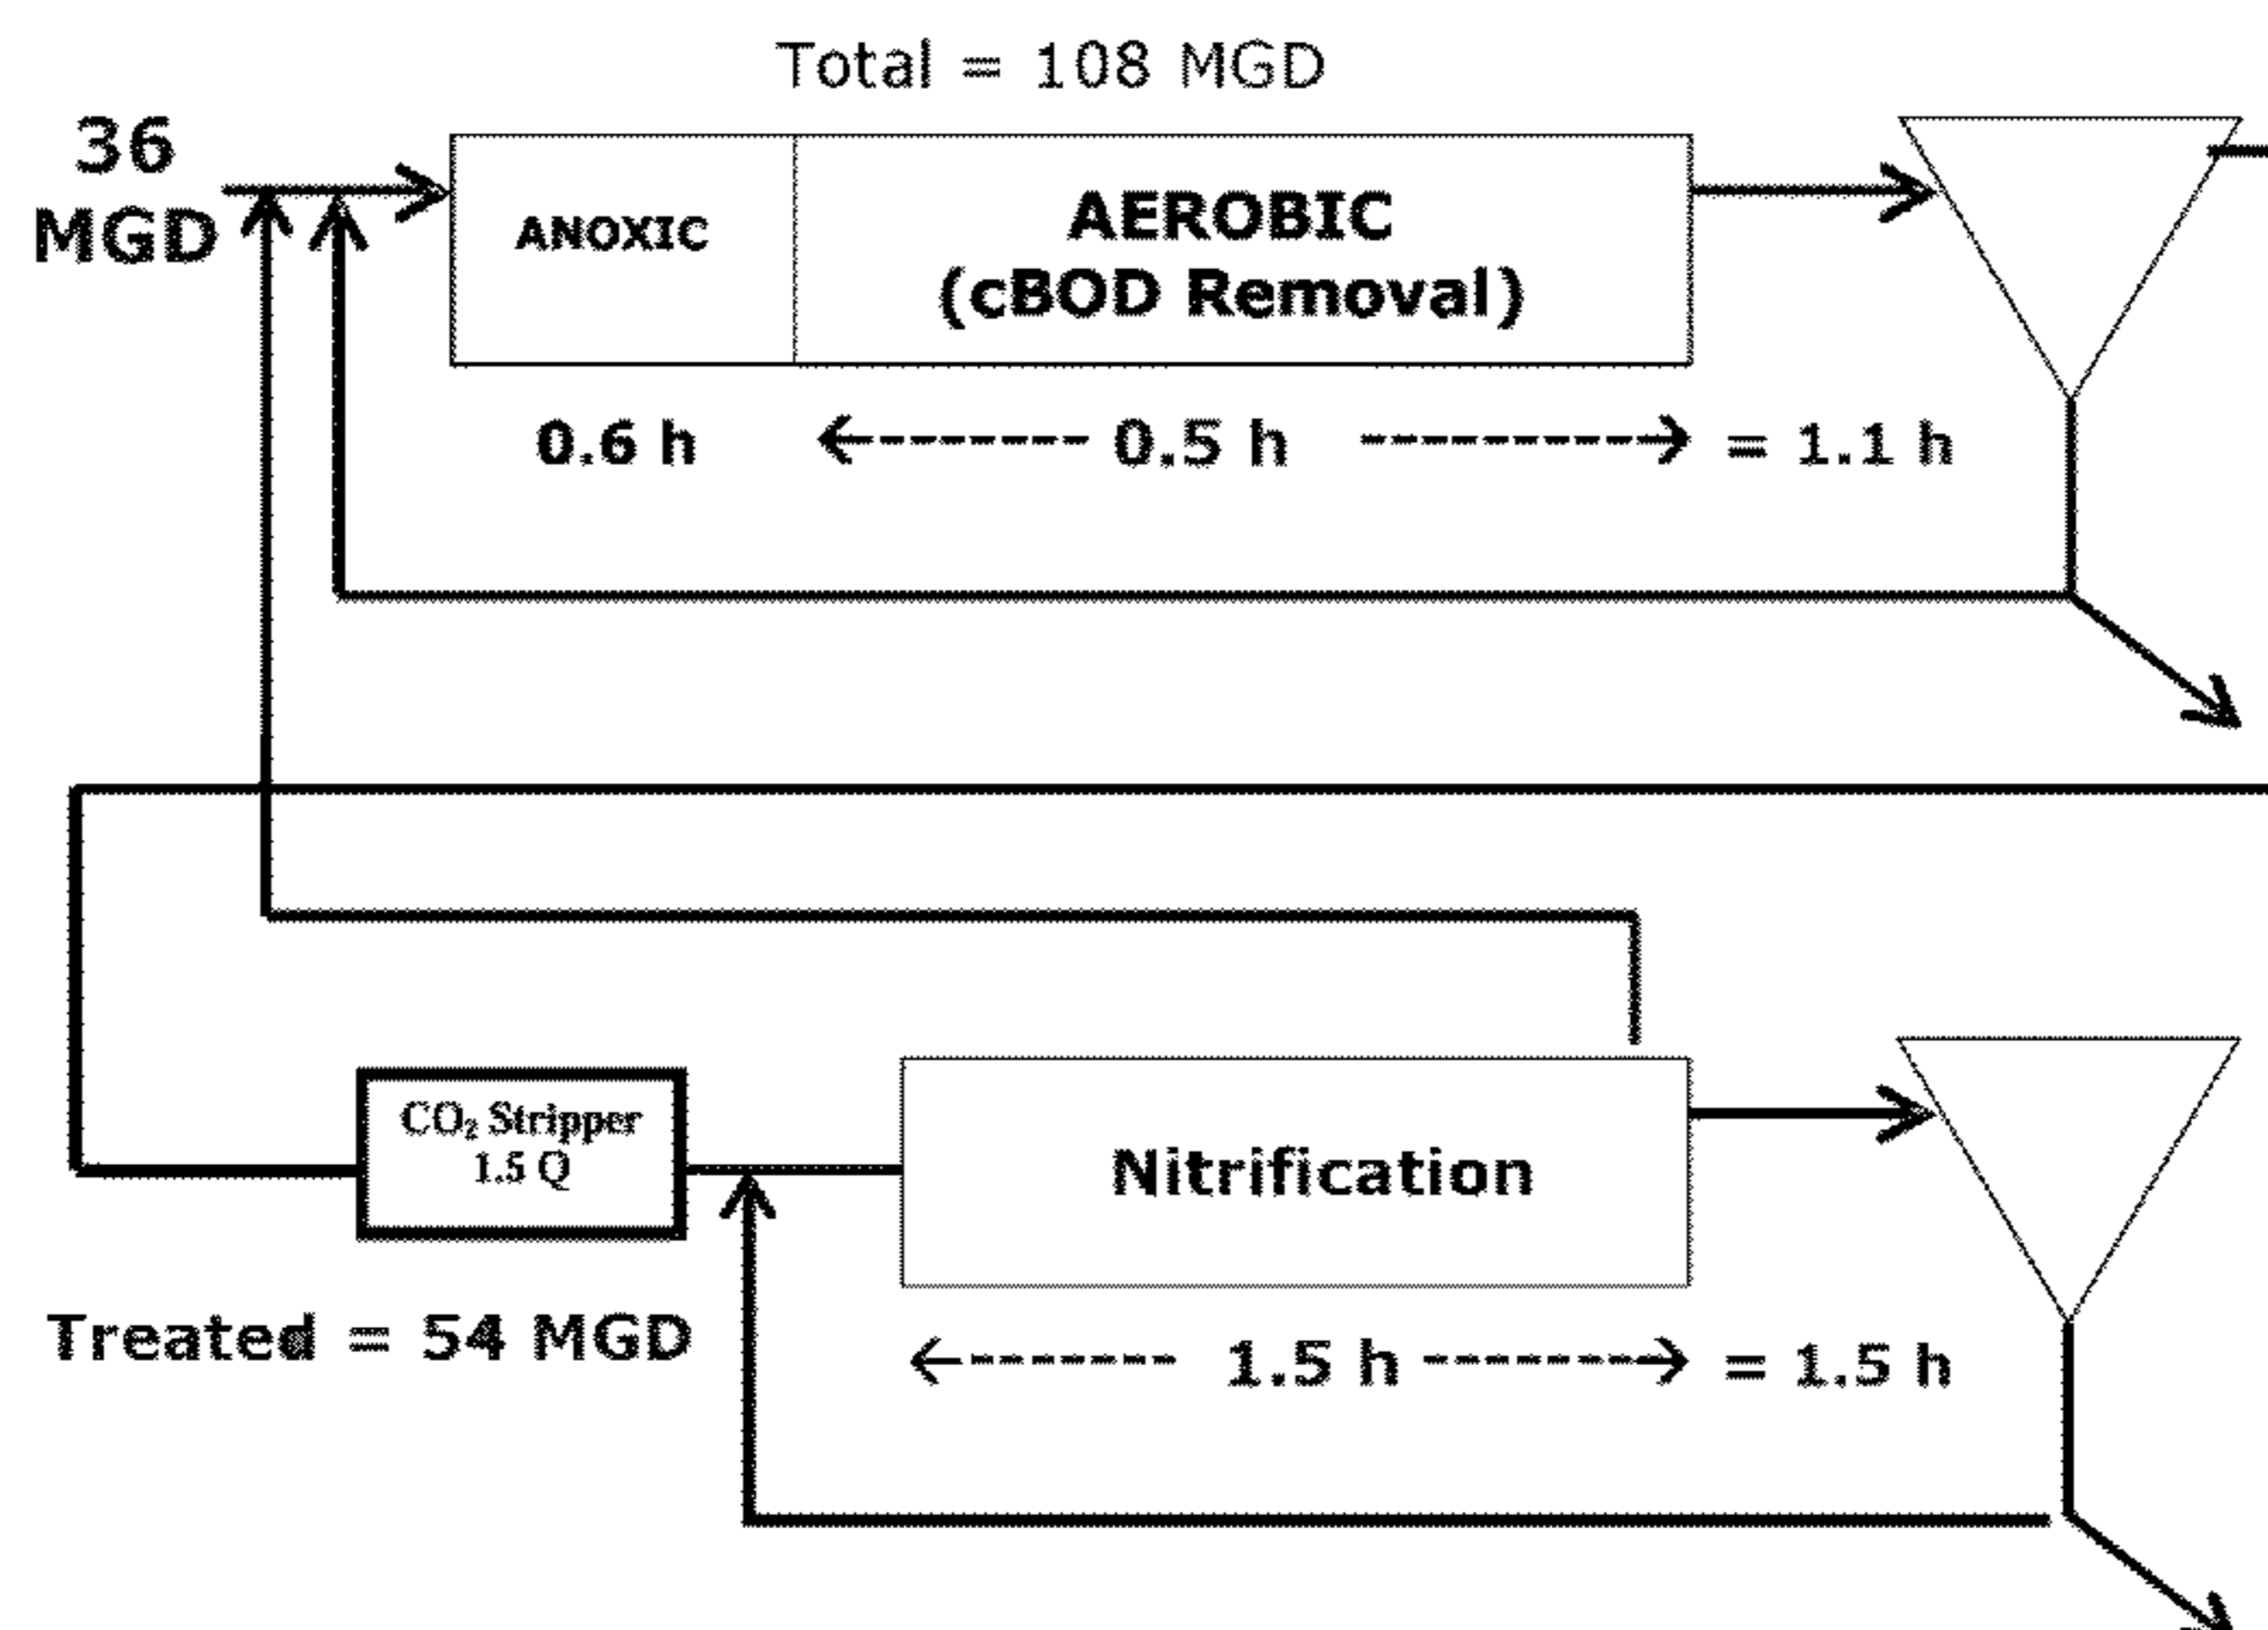 Total = 108 MGD
36
MGD
ANOXIC
AEROBIC
(cBOD Removal)
0.6 h
0.5 h
= 1.1 h
CO₂ Stripper
1.5 Q
Nitrification
Treated = 54 MGD
1.5 h
= 1.5 h